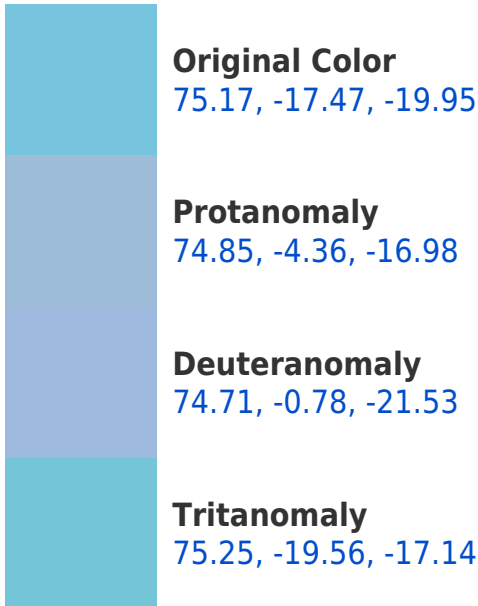 Original Color
75.17, -17.47, -19.95
Protanomaly
74.85, -4.36, -16.98
Deuteranomaly
74.71, -0.78, -21.53
Tritanomaly
75.25, -19.56, -17.14